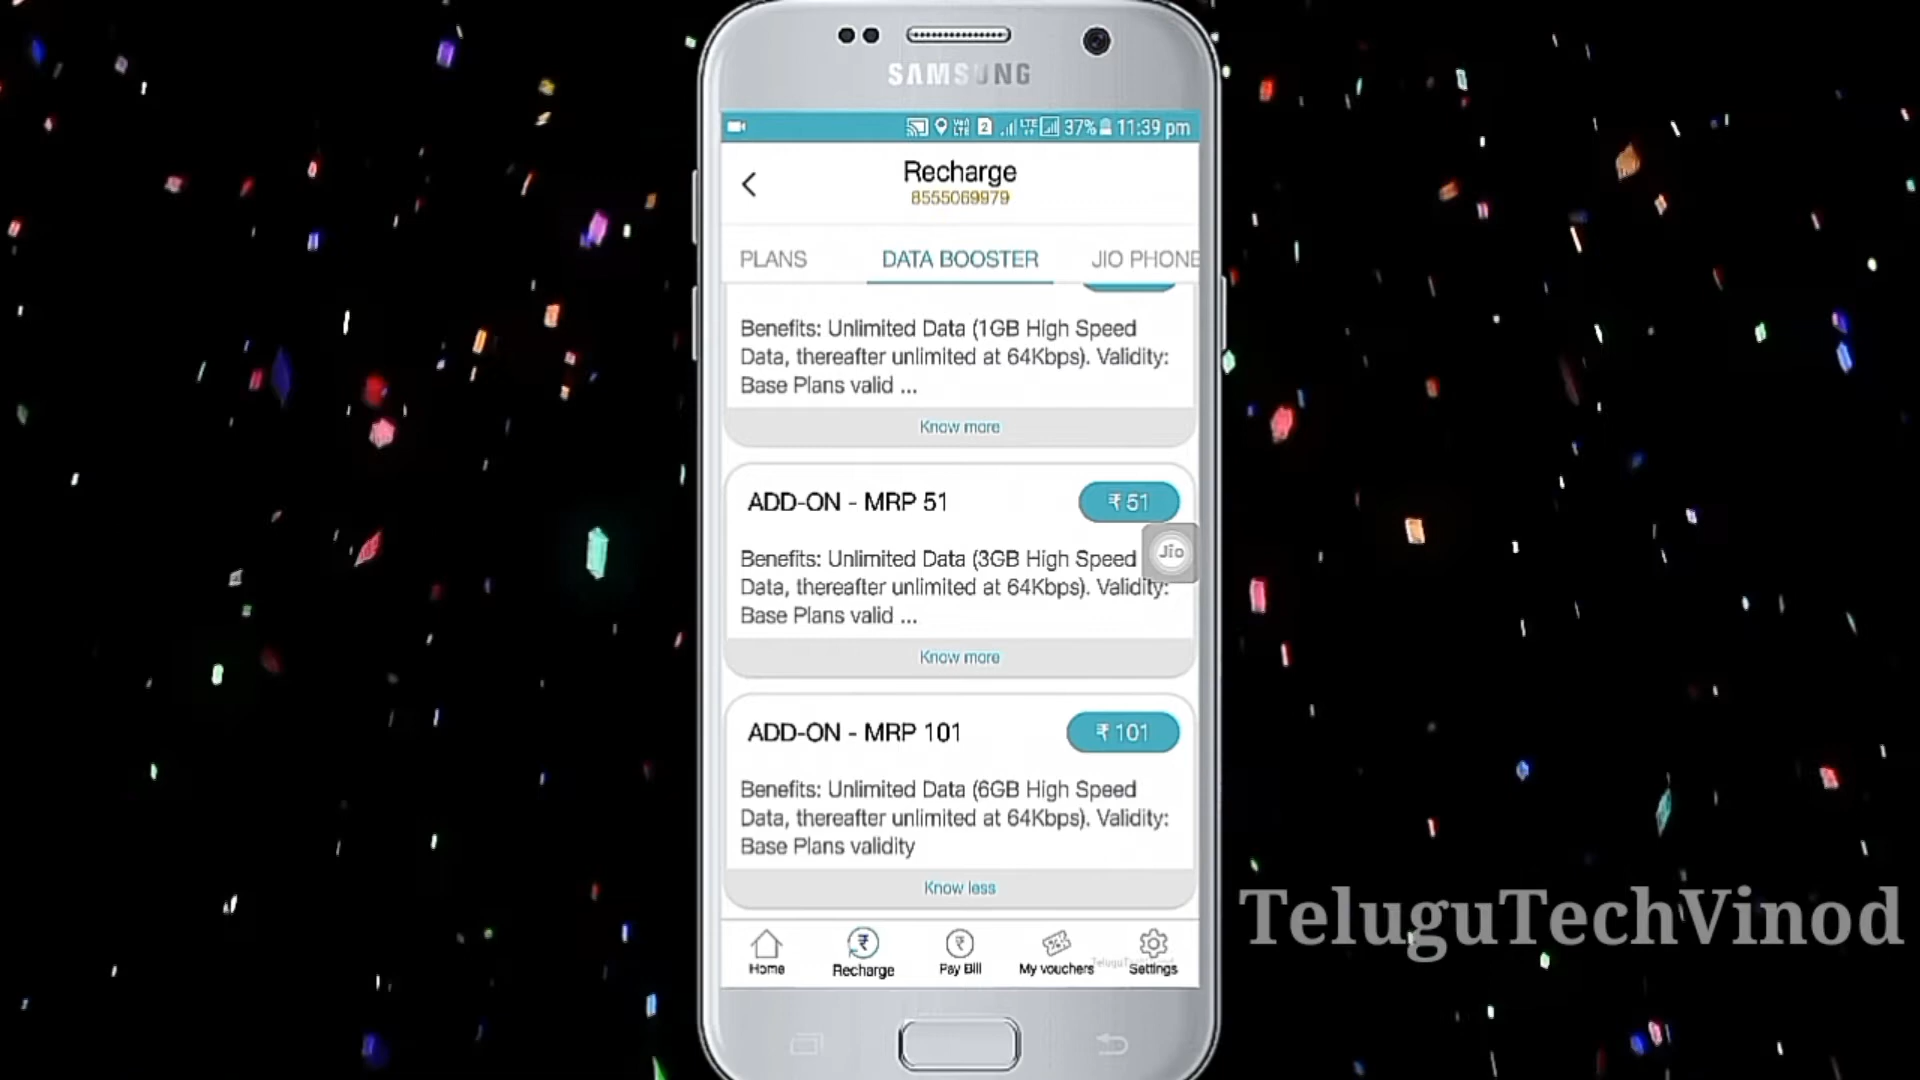 SAMSUNG
LTE 2 LTE 37% 11:39 pm
Recharge
8555069979
PLANS DATA BOOSTER JIO PHONE
Benefits: Unlimited Data (1GB High Speed
Data, thereafter unlimited at 64Kbps). Validity:
Base Plans valid ...
Know more
ADD-ON - MRP 51 ₹ 51
Jio
Benefits: Unlimited Data (3GB High Speed
Data, thereafter unlimited at 64Kbps). Validity:
Base Plans valid ...
Know more
ADD-ON - MRP 101 ₹ 101
Benefits: Unlimited Data (6GB High Speed
Data, thereafter unlimited at 64Kbps). Validity:
Base Plans validity
Know less
Home Recharge Pay Bill My vouchers Settings
TeluguTechVinod